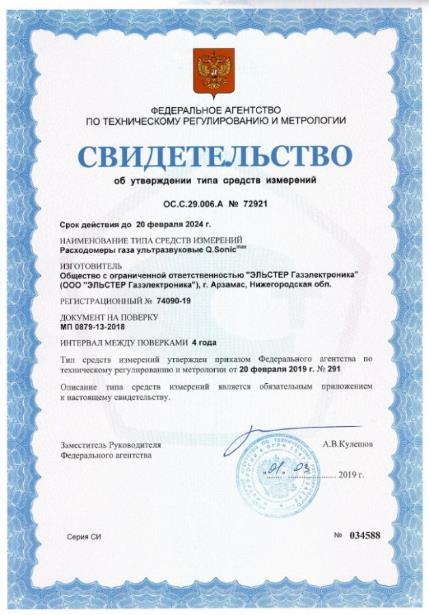 ФЕДЕРАЛЬНОЕ АГЕНТСТВО
ПО ТЕХНИЧЕСКОМУ РЕГУЛИРОВАНИЮ И МЕТРОЛОГИИ
СВИДЕТЕЛЬСТВО
об утверждении типа средств измерений
ОС.С.29.006.А № 72921
Срок действия до 20 февраля 2024 г.
НАИМЕНОВАНИЕ ТИПА СРЕДСТВ ИЗМЕРЕНИЙ
Расходомеры газа ультразвуковые Q.Sonicmax
ИЗГОТОВИТЕЛЬ
Общество с ограниченной ответственностью "ЭЛЬСТЕР Газэлектроника"
(ООО "ЭЛЬСТЕР Газэлектроника"), г. Арзамас, Нижегородская обл.
РЕГИСТРАЦИОННЫЙ № 74090-19
ДОКУМЕНТ НА ПОВЕРКУ
МП 0879-13-2018
ИНТЕРВАЛ МЕЖДУ ПОВЕРКАМИ 4 года
Тип средств измерений утвержден приказом Федерального агентства по
техническому регулированию и метрологии от 20 февраля 2019 г. № 291
Описание типа средств измерений является обязательным приложением
к настоящему свидетельству.
Заместитель Руководителя
Федерального агентства
А.В.Кулешов
"01" 03 2019 г.
Серия СИ
№ 034588